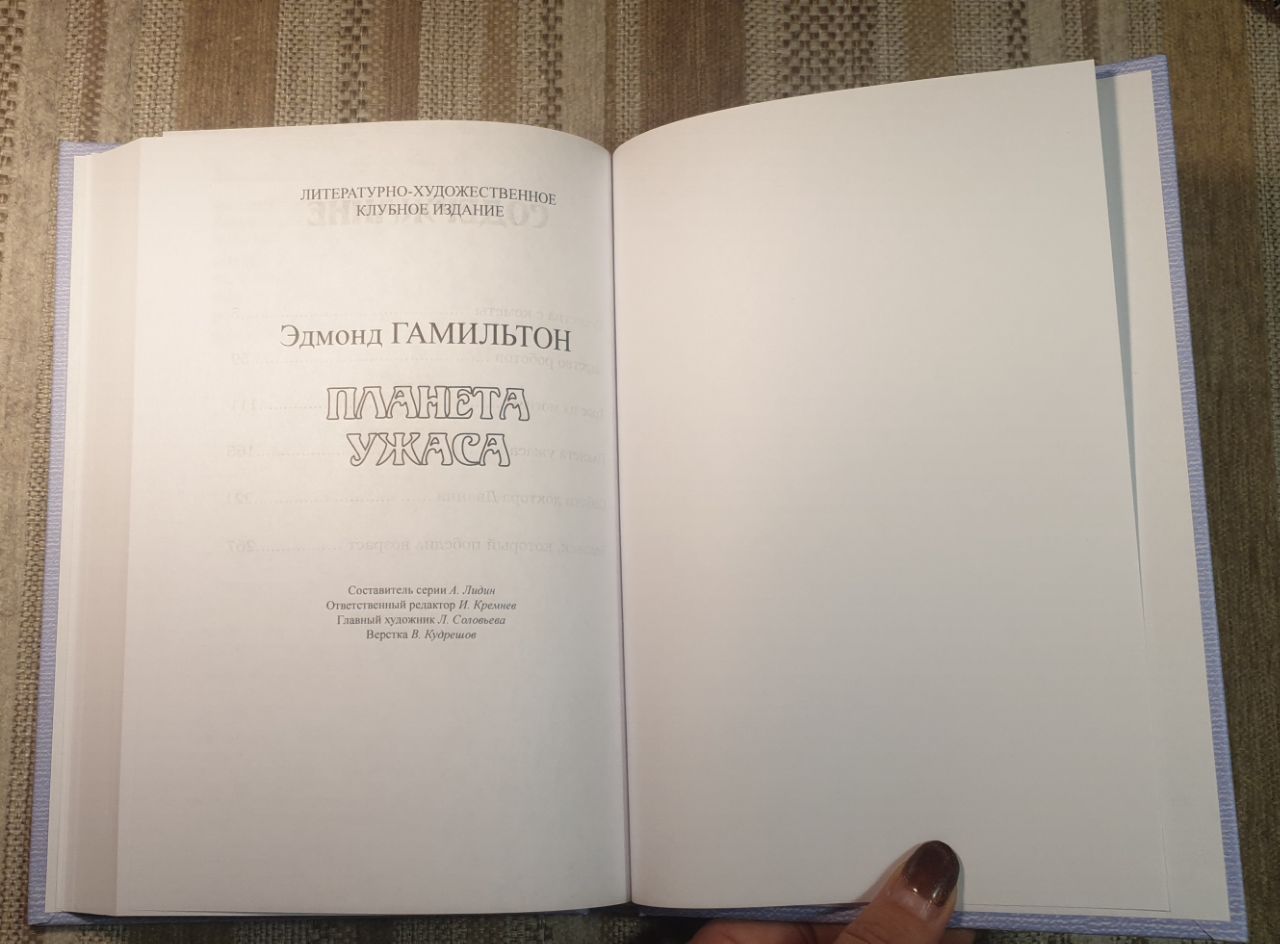 ЛИТЕРАТУРНО-ХУДОЖЕСТВЕННОЕ
КЛУБНОЕ ИЗДАНИЕ
Эдмонд ГАМИЛЬТОН
ПЛАНЕТА
УЖАСА
Составитель серии А. Лидин
Ответственный редактор И. Кремнев
Главный художник Л. Соловьева
Верстка В. Кудрешов